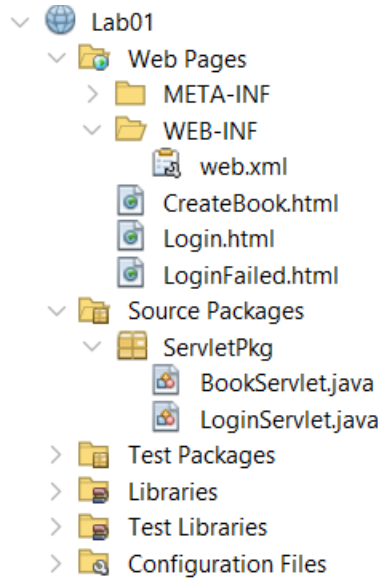 Lab01
Web Pages
META-INF
WEB-INF
web.xml
CreateBook.html
Login.html
LoginFailed.html
Source Packages
ServletPkg
BookServlet.java
LoginServlet.java
Test Packages
Libraries
Test Libraries
Configuration Files